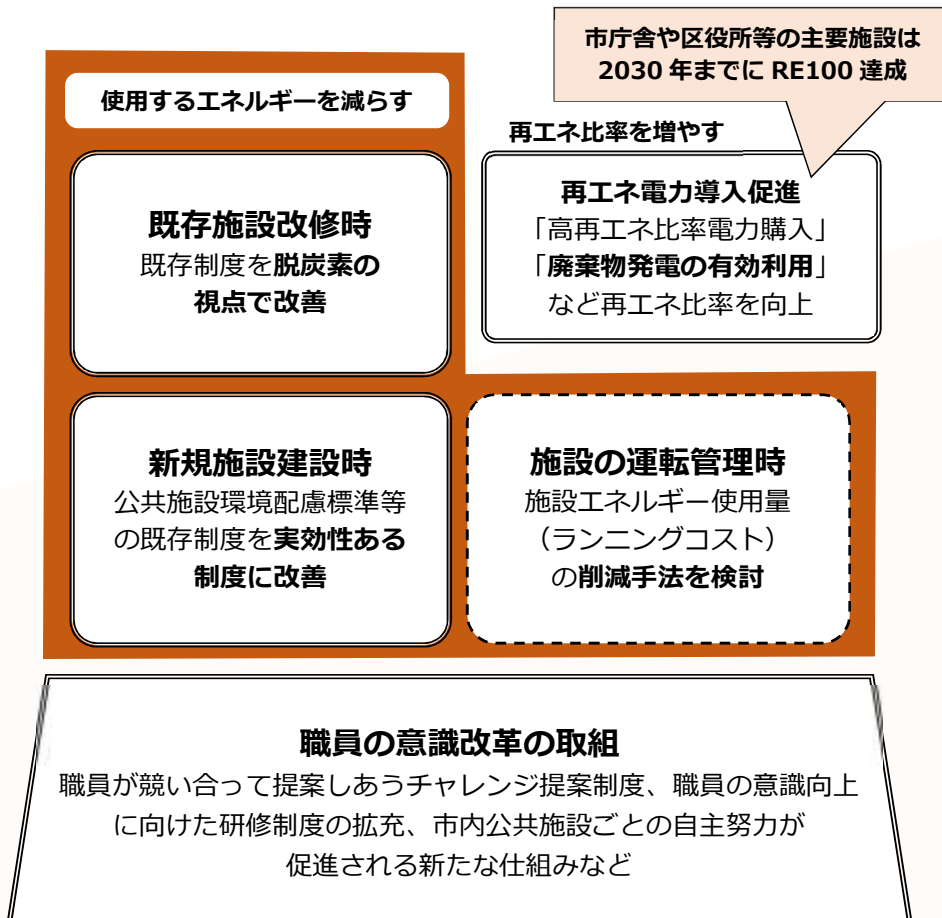 市庁舎や区役所等の主要施設は
2030 年までに RE100 達成
使用するエネルギーを減らす
再エネ比率を増やす
既存施設改修時
既存制度を脱炭素の
視点で改善
再エネ電力導入促進
「高再エネ比率電力購入」
「廃棄物発電の有効利用」
など再エネ比率を向上
新規施設建設時
公共施設環境配慮標準等
の既存制度を実効性ある
制度に改善
施設の運転管理時
施設エネルギー使用量
（ランニングコスト）
の削減手法を検討
職員の意識改革の取組
職員が競い合って提案しあうチャレンジ提案制度、職員の意識向上
に向けた研修制度の拡充、市内公共施設ごとの自主努力が
促進される新たな仕組みなど